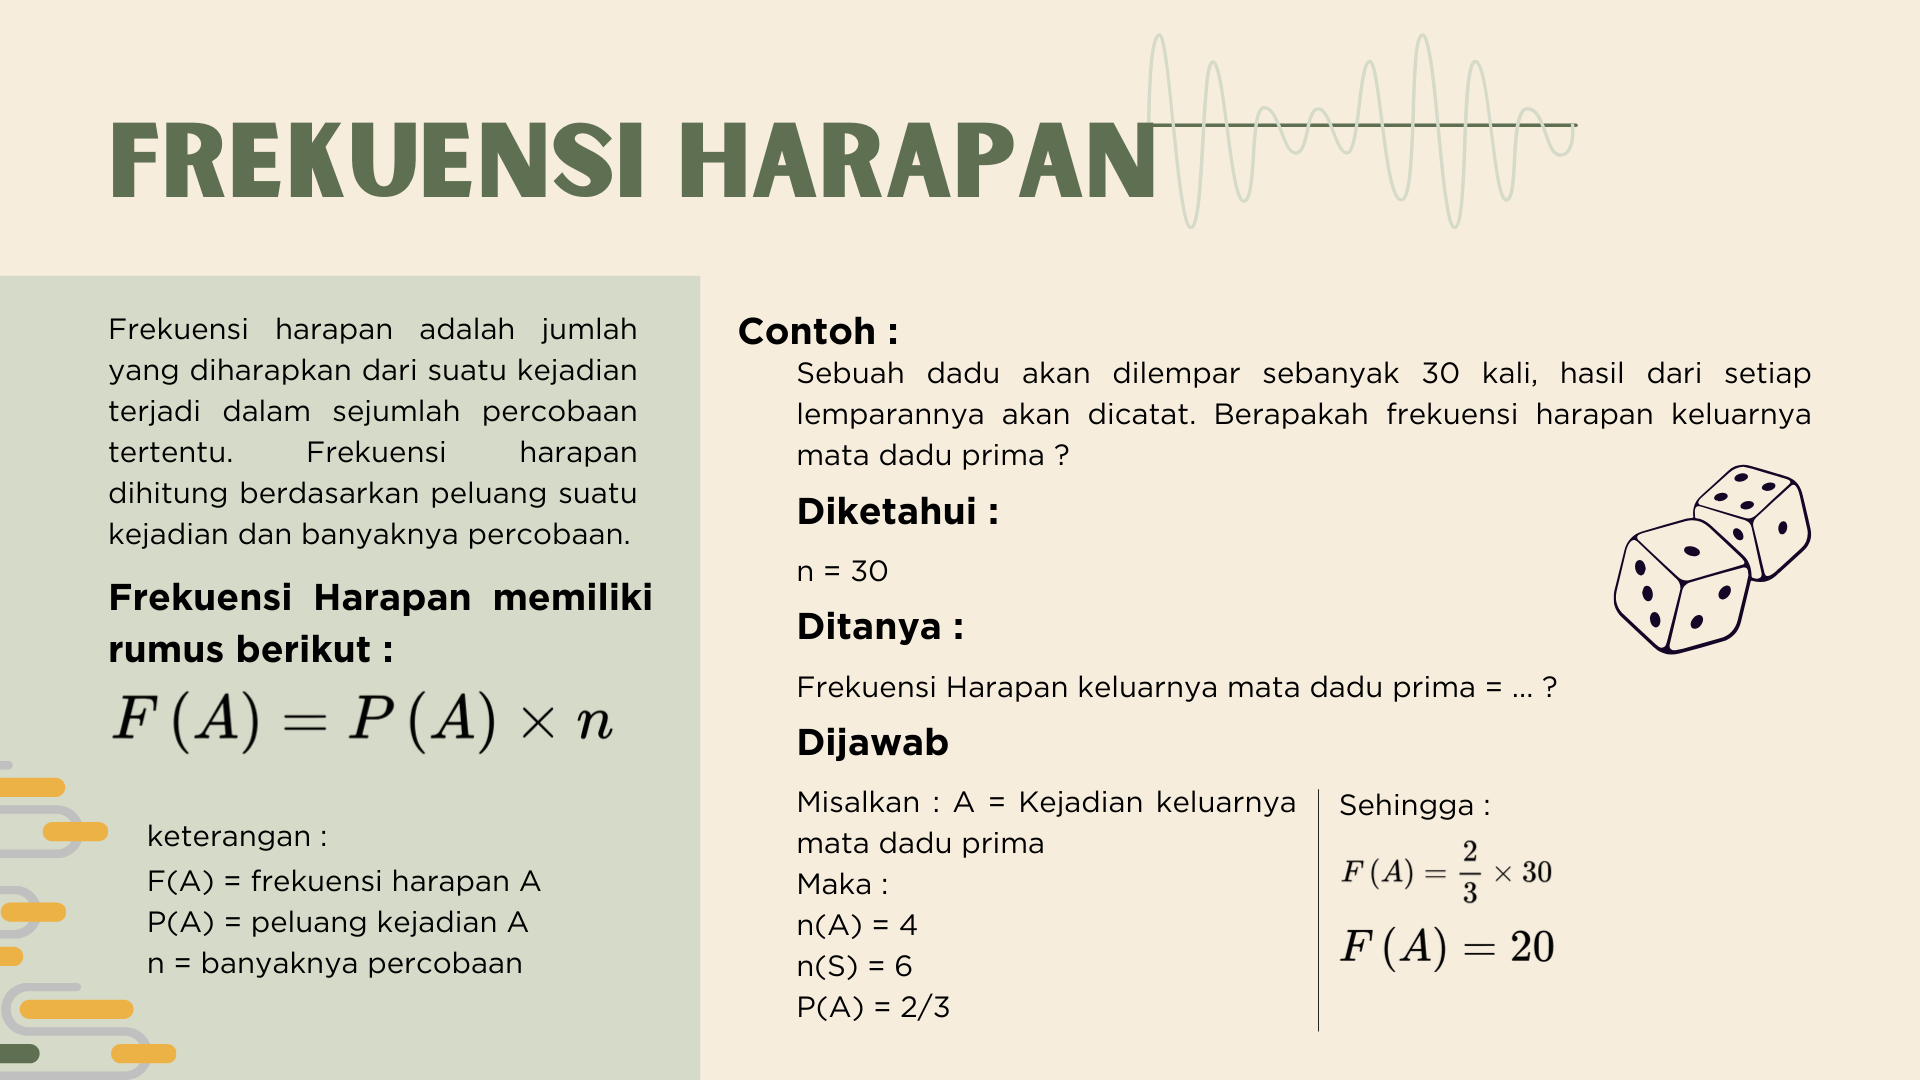 FREKUENSI HARAPAN
Frekuensi harapan adalah jumlah
yang diharapkan dari suatu kejadian
terjadi dalam sejumlah percobaan
tertentu. Frekuensi harapan
dihitung berdasarkan peluang suatu
kejadian dan banyaknya percobaan.
Frekuensi Harapan memiliki
rumus berikut :
F (A) = P (A) × n
keterangan :
F(A) = frekuensi harapan A
P(A) = peluang kejadian A
n = banyaknya percobaan
Contoh :
Sebuah dadu akan dilempar sebanyak 30 kali, hasil dari setiap
lemparannya akan dicatat. Berapakah frekuensi harapan keluarnya
mata dadu prima ?
Diketahui :
n = 30
Ditanya :
Frekuensi Harapan keluarnya mata dadu prima = ... ?
Dijawab
Misalkan : A = Kejadian keluarnya
mata dadu prima
Maka :
n(A) = 4
n(S) = 6
P(A) = 2/3
Sehingga :
F (A) = 2/3 × 30
F (A) = 20